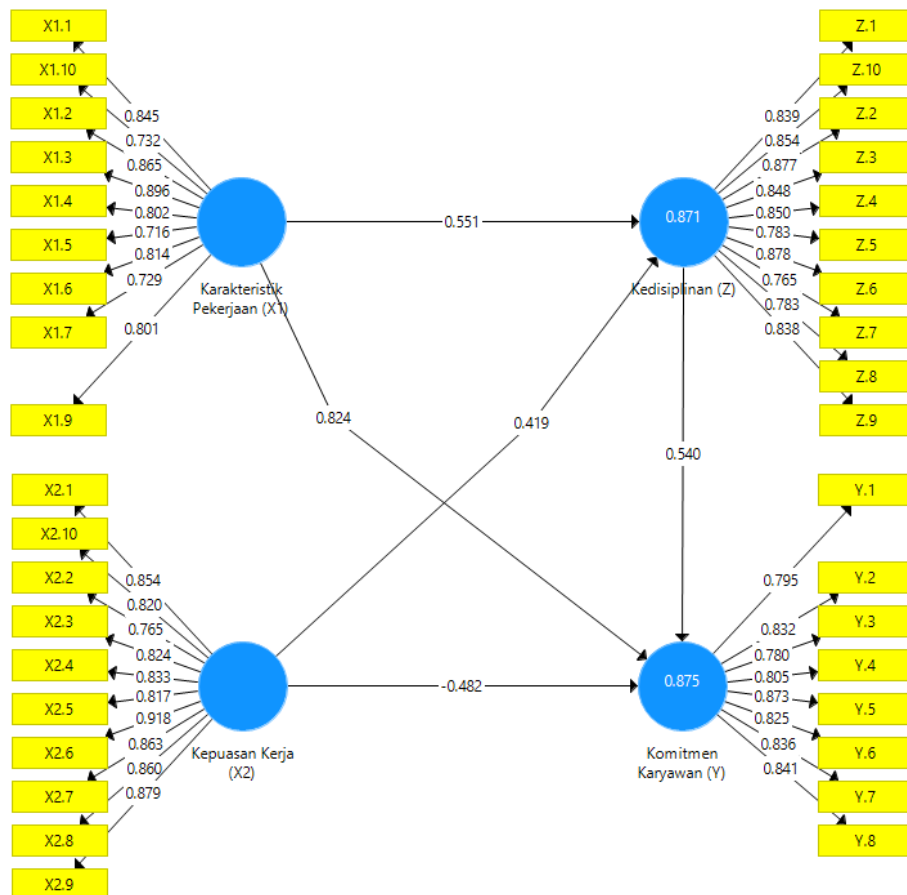 X1.1
X1.10
X1.2
X1.3
X1.4
X1.5
X1.6
X1.7
X1.9
0.845
0.732
0.865
0.896
0.802
0.716
0.814
0.729
0.801
Karakteristik
Pekerjaan (X1)
0.551
0.824
0.419
0.540
-0.482
0.871
Kedisiplinan (Z)
0.839
0.854
0.877
0.848
0.850
0.783
0.878
0.765
0.783
0.838
Z.1
Z.10
Z.2
Z.3
Z.4
Z.5
Z.6
Z.7
Z.8
Z.9
X2.1
X2.10
X2.2
X2.3
X2.4
X2.5
X2.6
X2.7
X2.8
X2.9
0.854
0.820
0.765
0.824
0.833
0.817
0.918
0.863
0.860
0.879
Kepuasan Kerja
(X2)
0.875
Komitmen
Karyawan (Y)
0.795
0.832
0.780
0.805
0.873
0.825
0.836
0.841
Y.1
Y.2
Y.3
Y.4
Y.5
Y.6
Y.7
Y.8